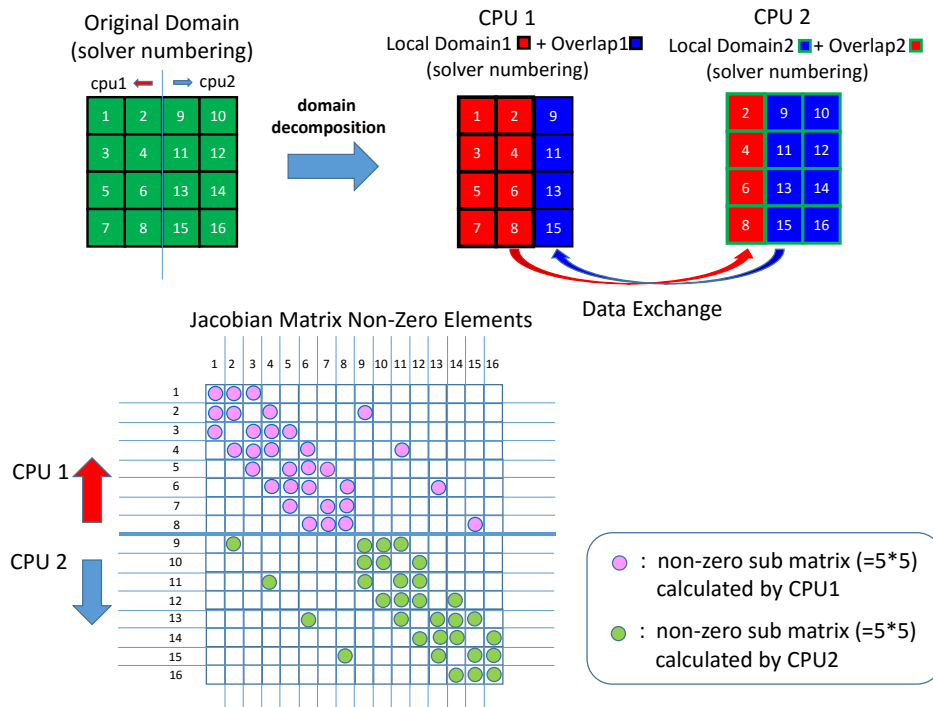 Original Domain
(solver numbering)
cpu1 cpu2
1 2 9 10
3 4 11 12
5 6 13 14
7 8 15 16
domain
decomposition
CPU 1
Local Domain1 + Overlap1
(solver numbering)
1 2 9
3 4 11
5 6 13
7 8 15
CPU 2
Local Domain2 + Overlap2
(solver numbering)
2 9 10
4 11 12
6 13 14
8 15 16
Data Exchange
Jacobian Matrix Non-Zero Elements
1 2 3 4 5 6 7 8 9 10 11 12 13 14 15 16
1
2
3
4
5
6
7
8
9
10
11
12
13
14
15
16
CPU 1
CPU 2
: non-zero sub matrix (=5*5)
calculated by CPU1
: non-zero sub matrix (=5*5)
calculated by CPU2